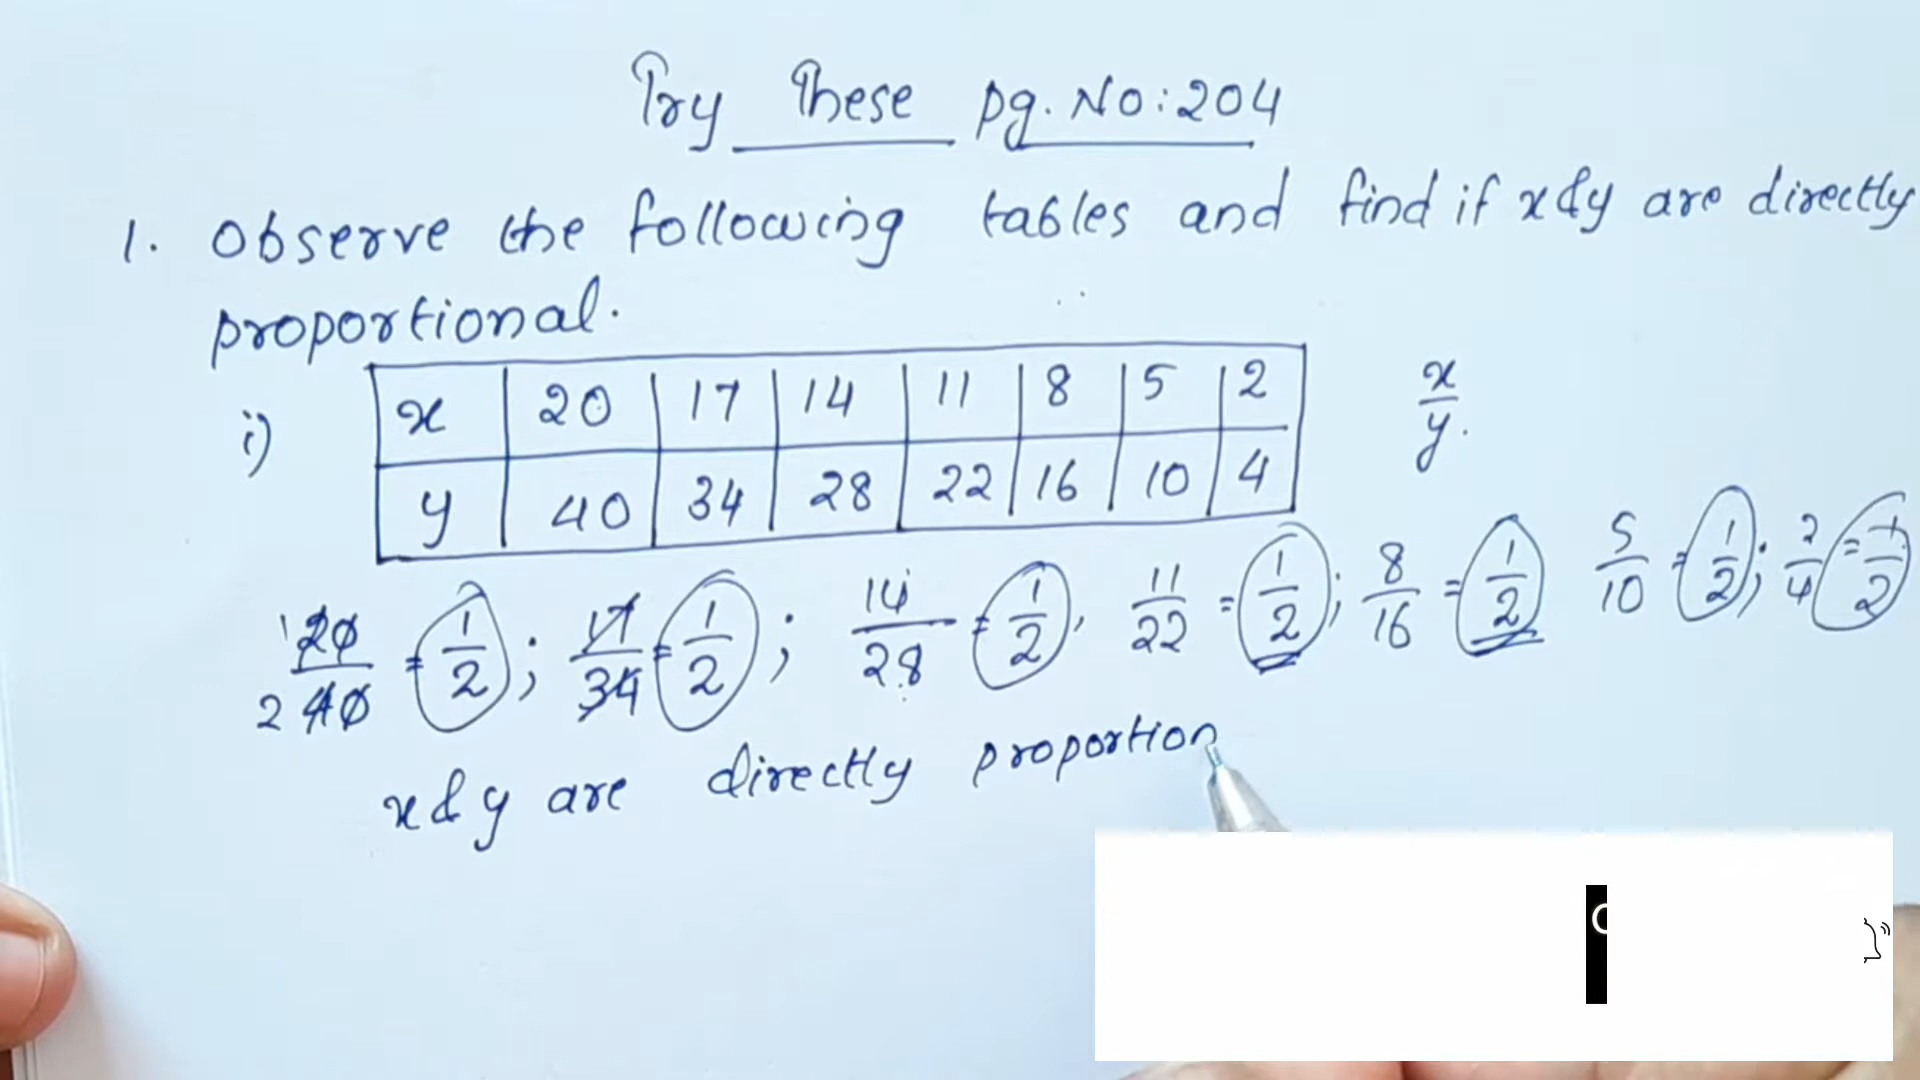 Try These pg. No: 204
1. Observe the following tables and find if x & y are directly
proportional.
i) x 20 17 14 11 8 5 2
y 40 34 28 22 16 10 4
x/y.
1 20/2 40 = 1/2 ; 17/34 = 1/2 ; 14/28 = 1/2, 11/22 = 1/2 ; 8/16 = 1/2 5/10 = 1/2 ; 2/4 = 1/2
x & y are directly proportion